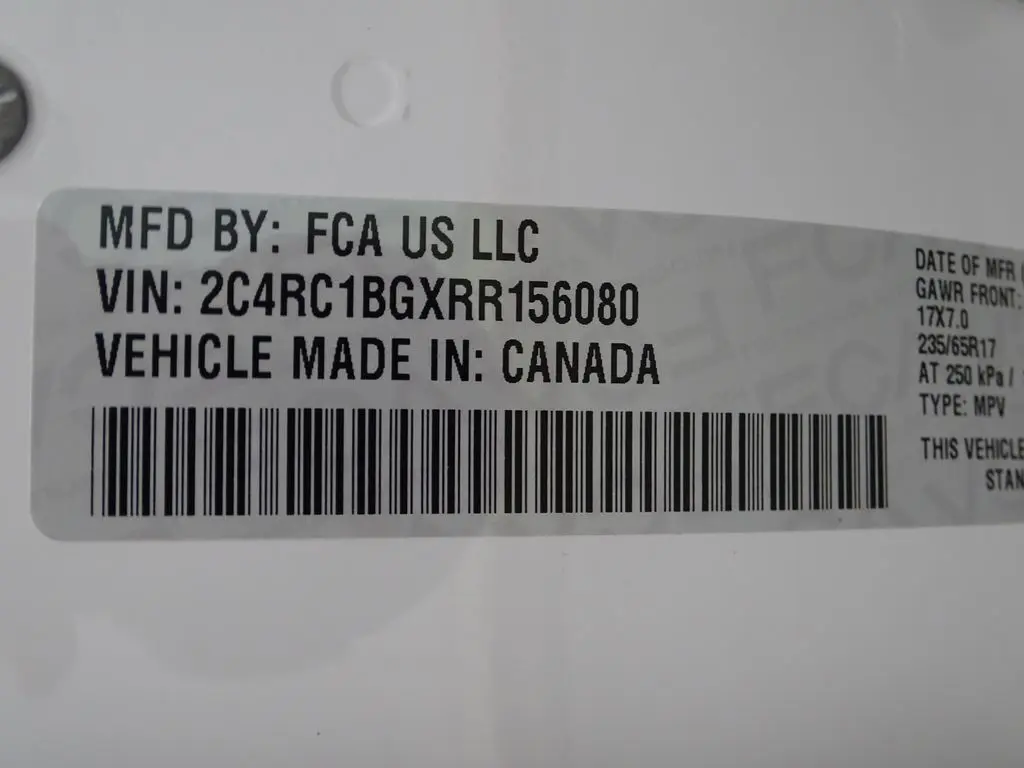 MFD BY: FCA US LLC
VIN: 2C4RC1BGXRR156080
VEHICLE MADE IN: CANADA
DATE OF MFR
GAWR FRONT:
17X7.0
235/65R17
AT 250 kPa /
TYPE: MPV
THIS VEHICLE
STAN